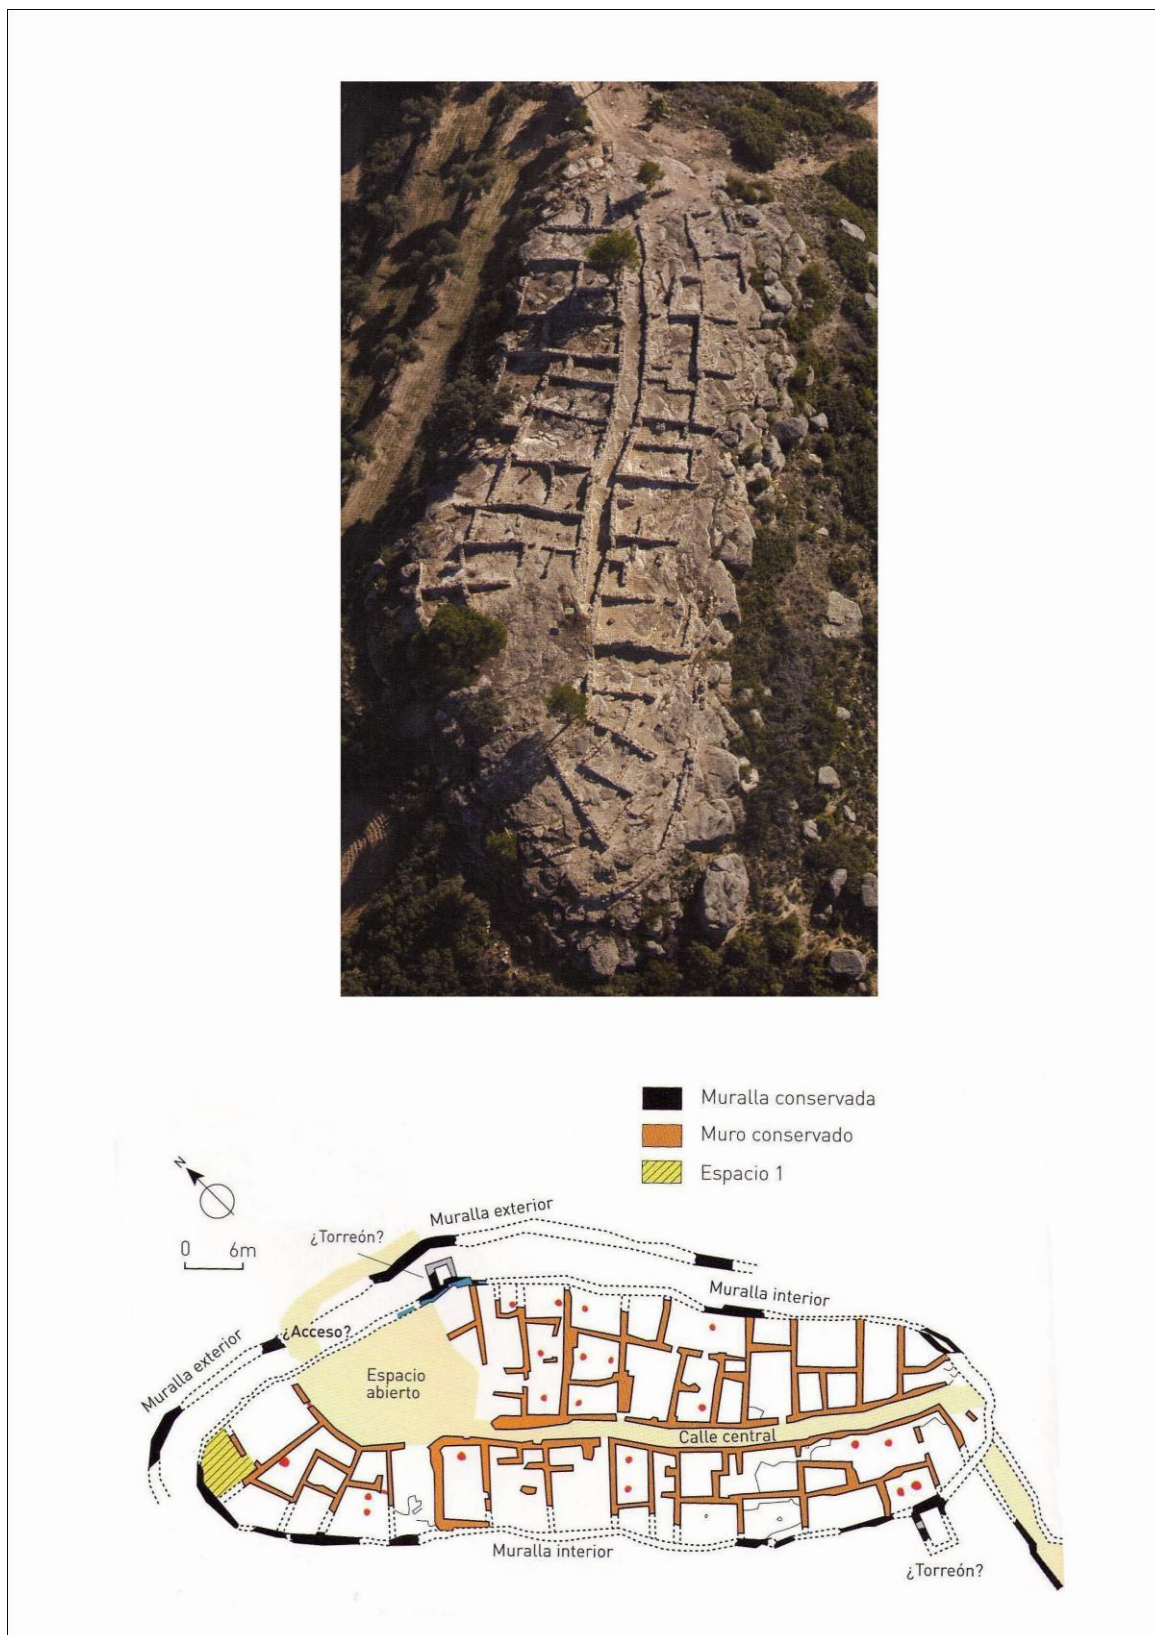 Muralla conservada
Muro conservado
Espacio 1
N
0 6m
¿Torreón?
Muralla exterior
Muralla interior
¿Acceso?
Muralla exterior
Espacio
abierto
Calle central
Muralla interior
¿Torreón?